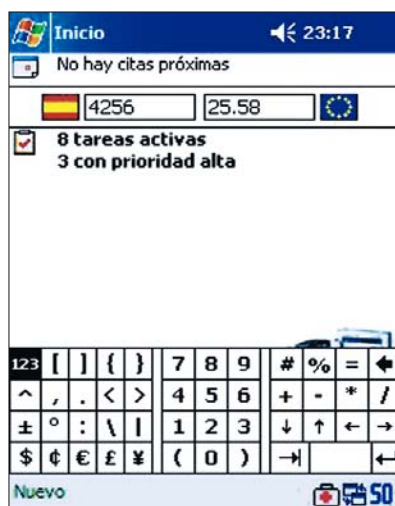 Inicio 23:17
No hay citas próximas
4256 25.58
8 tareas activas
3 con prioridad alta
123 [ ] { } 7 8 9 # % = ←
^ , . < > 4 5 6 + - * /
± ° : \ | 1 2 3 ↓ ↑ ← →
$ ¢ € £ ¥ ( 0 ) →| ↵
Nuevo 50